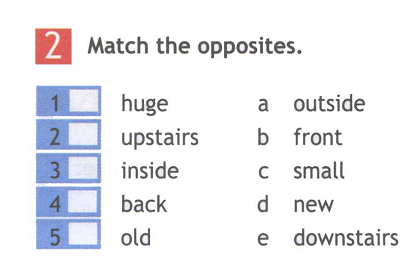 2 Match the opposites.
1 huge a outside
2 upstairs b front
3 inside c small
4 back d new
5 old e downstairs